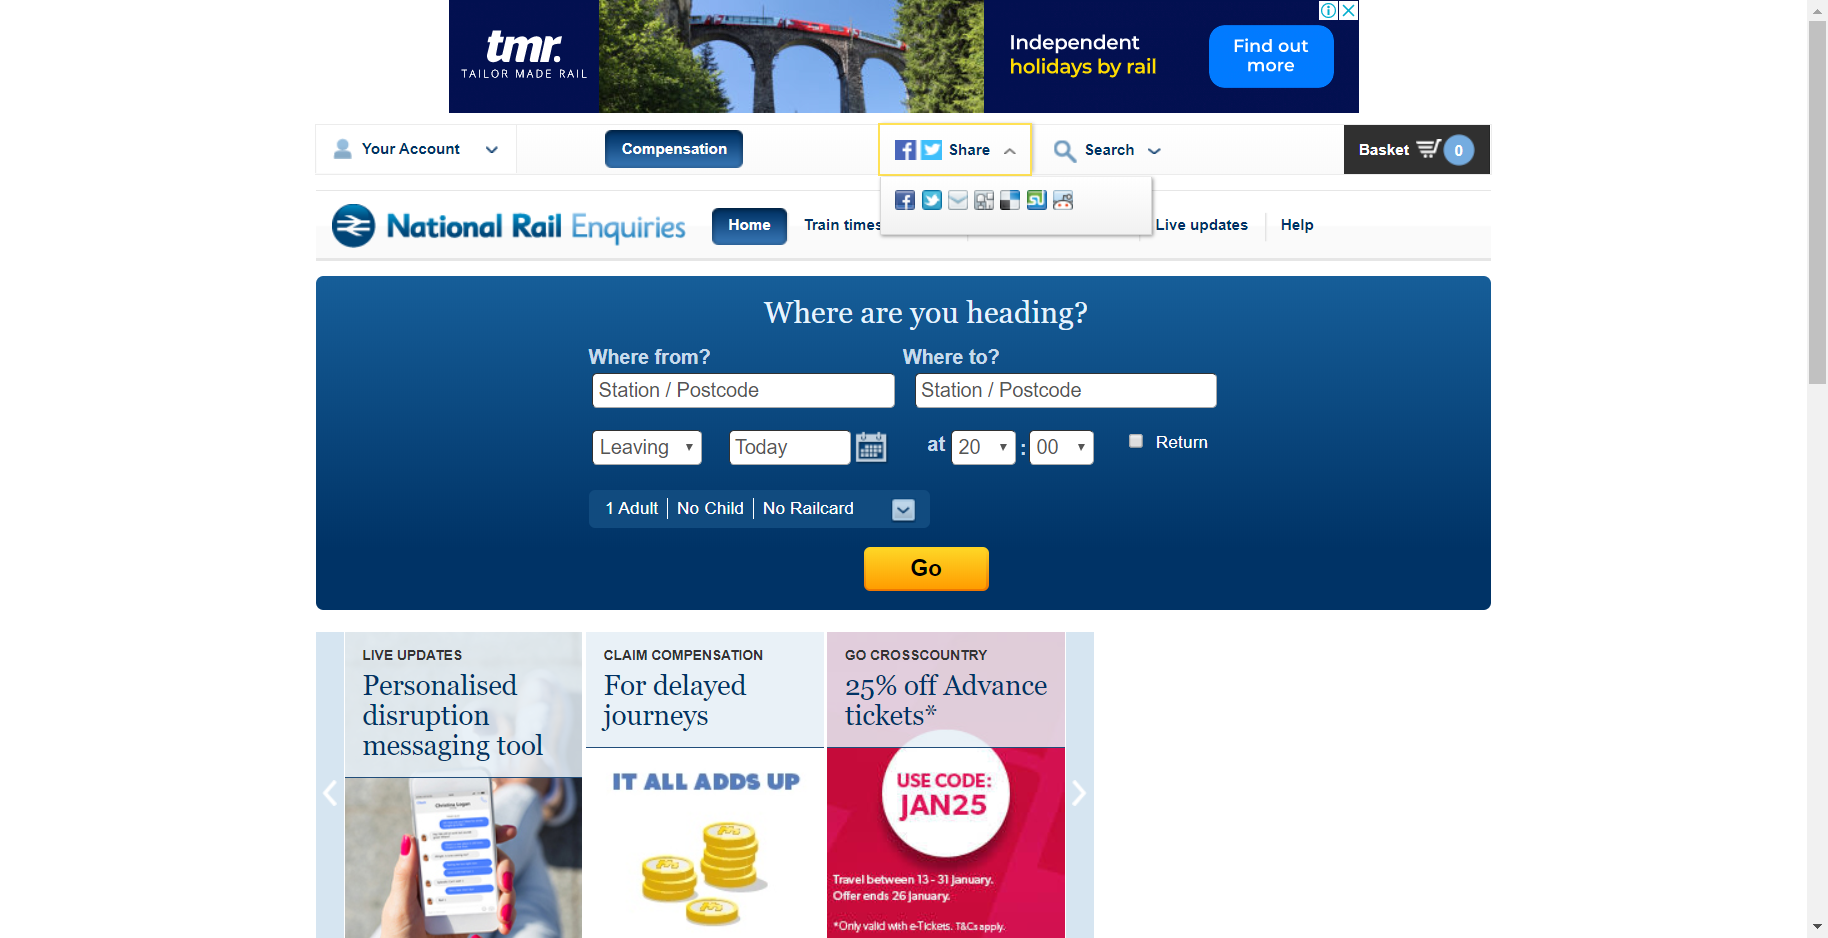 tmr.
TAILOR MADE RAIL
Independent
holidays by rail
Find out
more
Your Account
Compensation
Share
Search
Basket
0
National Rail Enquiries
Home
Train times
Live updates
Help
Where are you heading?
Where from?
Where to?
Station / Postcode
Station / Postcode
Leaving
Today
at 20 : 00
Return
1 Adult | No Child | No Railcard
Go
LIVE UPDATES
Personalised
disruption
messaging tool
CLAIM COMPENSATION
For delayed
journeys
IT ALL ADDS UP
GO CROSSCOUNTRY
25% off Advance
tickets*
USE CODE:
JAN25
Travel between 13 - 31 January.
Offer ends 26 January.
*Only valid with e-Tickets. T&Cs apply.